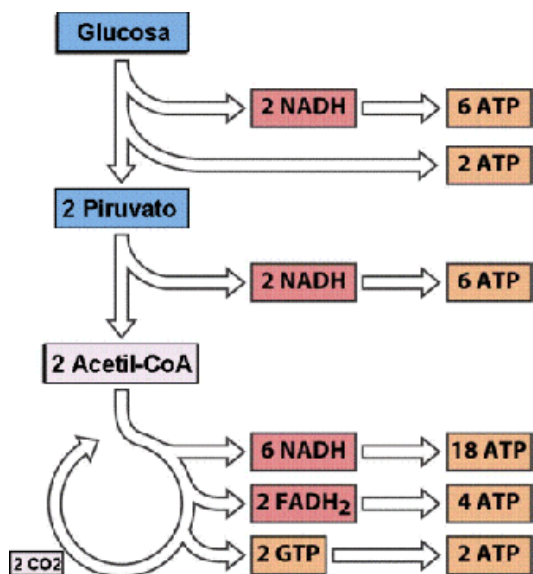 Glucosa
2 NADH
6 ATP
2 ATP
2 Piruvato
2 NADH
6 ATP
2 Acetil-CoA
6 NADH
18 ATP
2 FADH2
4 ATP
2 CO2
2 GTP
2 ATP